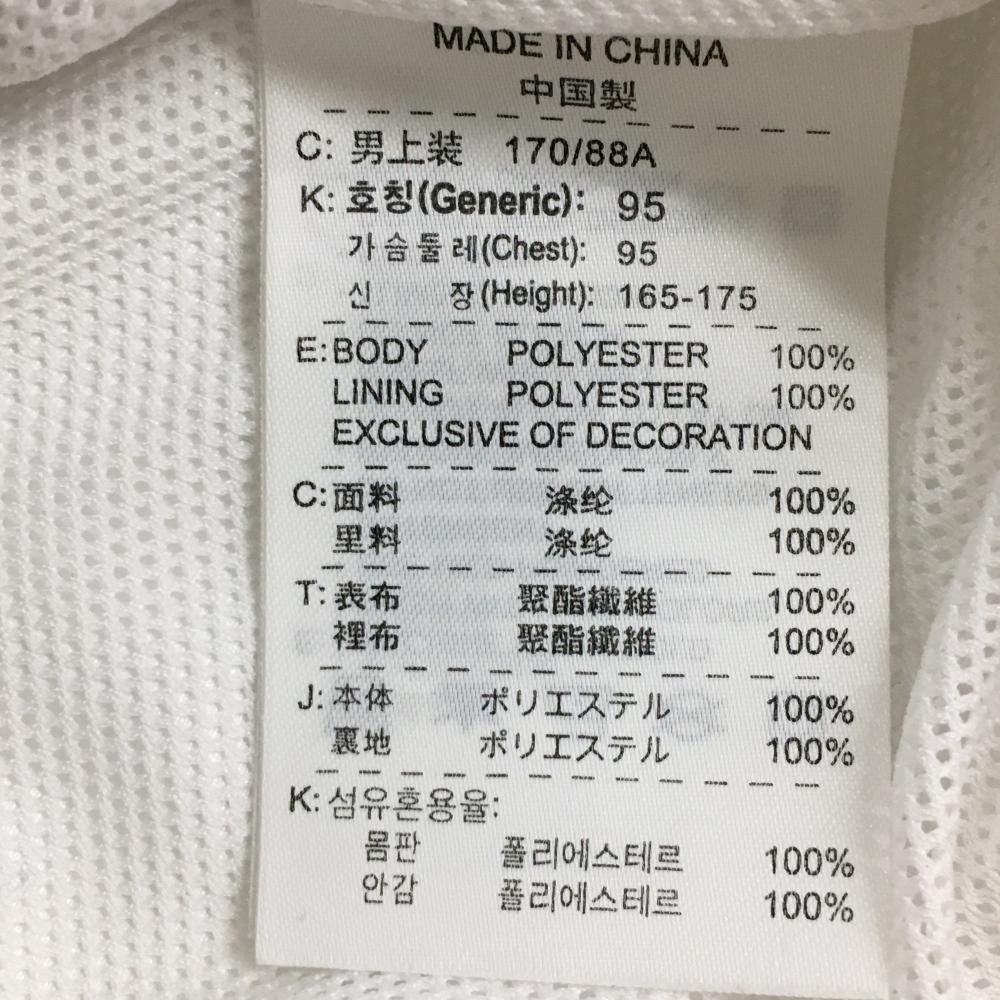 MADE IN CHINA
中国製
C: 男上装 170/88A
K: 호칭(Generic): 95
가슴둘레(Chest): 95
신 장(Height): 165-175
E: BODY POLYESTER 100%
LINING POLYESTER 100%
EXCLUSIVE OF DECORATION
C: 面料 涤纶 100%
里料 涤纶 100%
T: 表布 聚酯纖維 100%
裡布 聚酯纖維 100%
J: 本体 ポリエステル 100%
裏地 ポリエステル 100%
K: 섬유혼용율:
몸판 폴리에스테르 100%
안감 폴리에스테르 100%